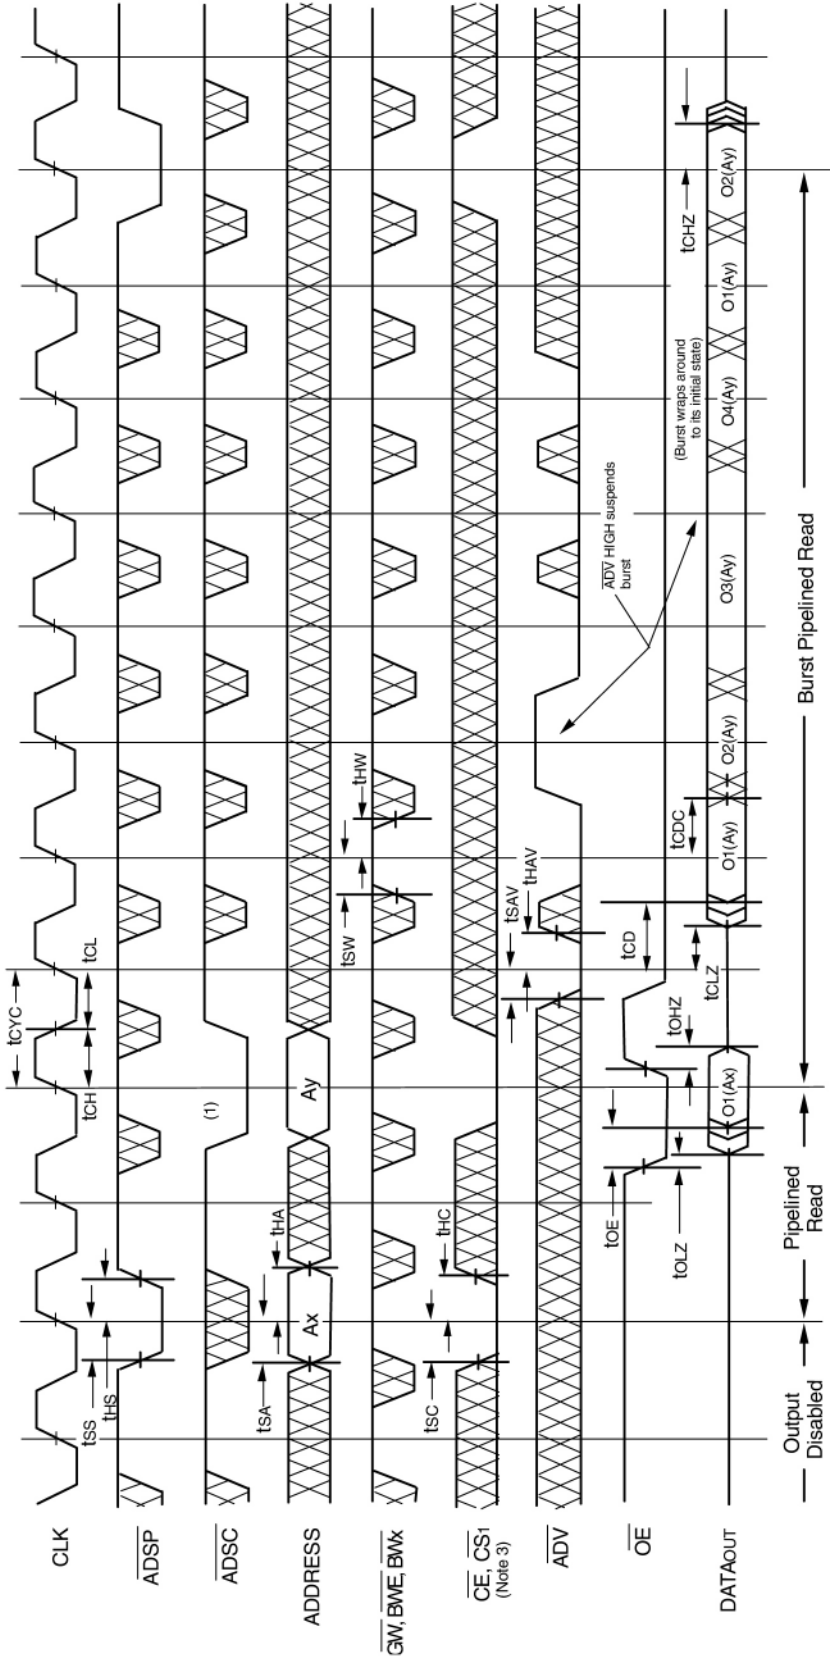 CLK
ADSP
ADSC
ADDRESS
GW, BWE, BWx
CE, CS1
(Note 3)
ADV
OE
DATAOUT
tCYC
tCH
tCL
tSS
tHS
(1)
tSA
tHA
Ax
Ay
tSW
tHW
tSC
tHC
tSAV
tHAV
ADV HIGH suspends
burst
tOE
tOHZ
tCD
tOLZ
tCLZ
tCDC
(Burst wraps around
to its initial state)
tCHZ
O1(Ax)
O1(Ay)
O2(Ay)
O3(Ay)
O4(Ay)
O1(Ay)
O2(Ay)
Output
Disabled
Pipelined
Read
Burst Pipelined Read